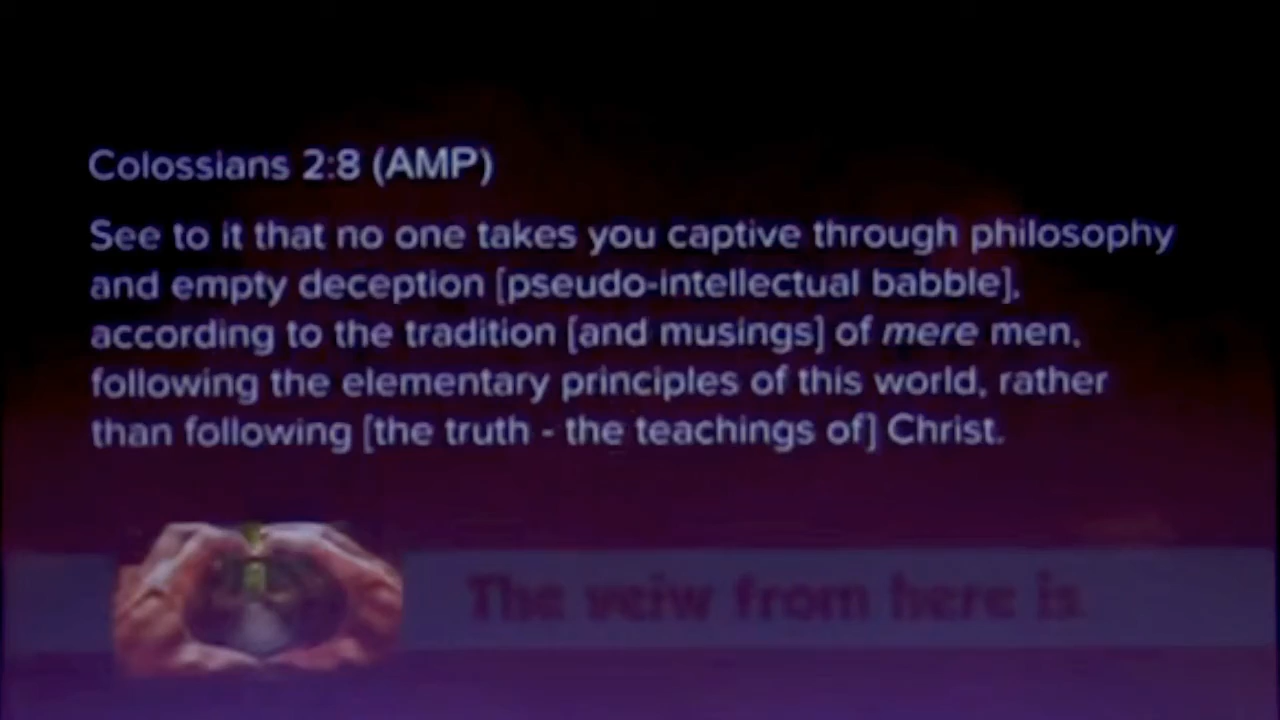 Colossians 2:8 (AMP)
See to it that no one takes you captive through philosophy
and empty deception [pseudo-intellectual babble],
according to the tradition [and musings] of mere men,
following the elementary principles of this world, rather
than following [the truth - the teachings of] Christ.
The veiw from here is